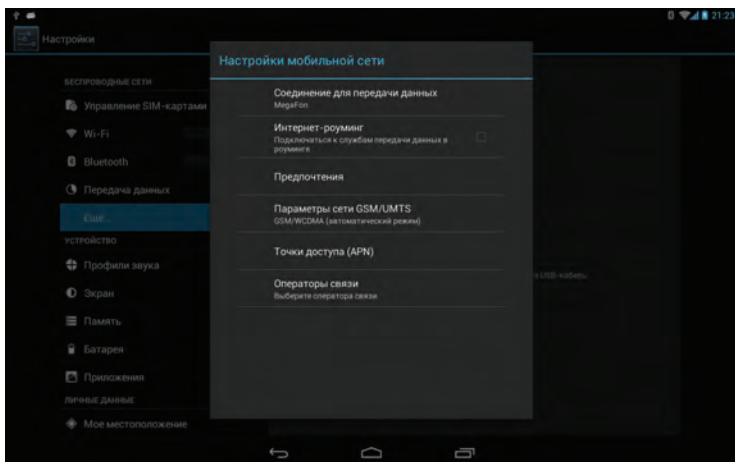 21:23
Настройки
Настройки мобильной сети
БЕСПРОВОДНЫЕ СЕТИ
Управление SIM-картами
Wi-Fi
Bluetooth
Передача данных
Еще...
УСТРОЙСТВО
Профили звука
Экран
Память
Батарея
Приложения
ЛИЧНЫЕ ДАННЫЕ
Мое местоположение
Соединение для передачи данных
MegaFon
Интернет-роуминг
Подключаться к службам передачи данных в
роуминге
Предпочтения
Параметры сети GSM/UMTS
GSM/WCDMA (автоматический режим)
Точки доступа (APN)
Операторы связи
Выберите оператора связи
USB-кабель